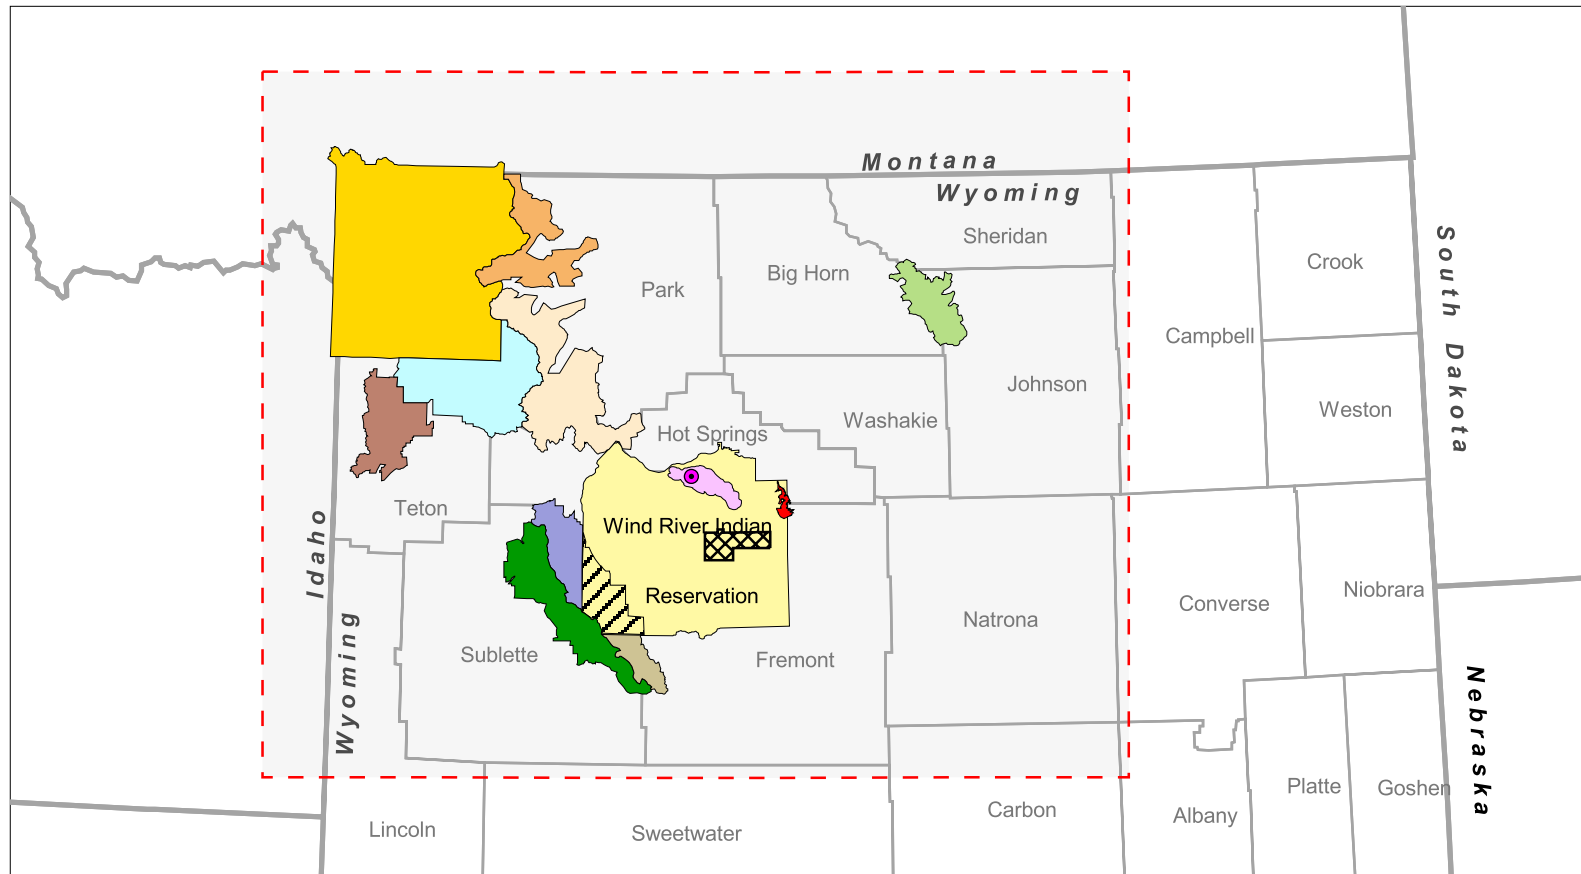 Montana
Wyoming
Sheridan
South Dakota
Crook
Big Horn
Park
Campbell
Johnson
Weston
Washakie
Hot Springs
Teton
Wind River Indian
Reservation
Idaho
Wyoming
Niobrara
Converse
Natrona
Sublette
Fremont
Nebraska
Platte
Goshen
Carbon
Albany
Lincoln
Sweetwater